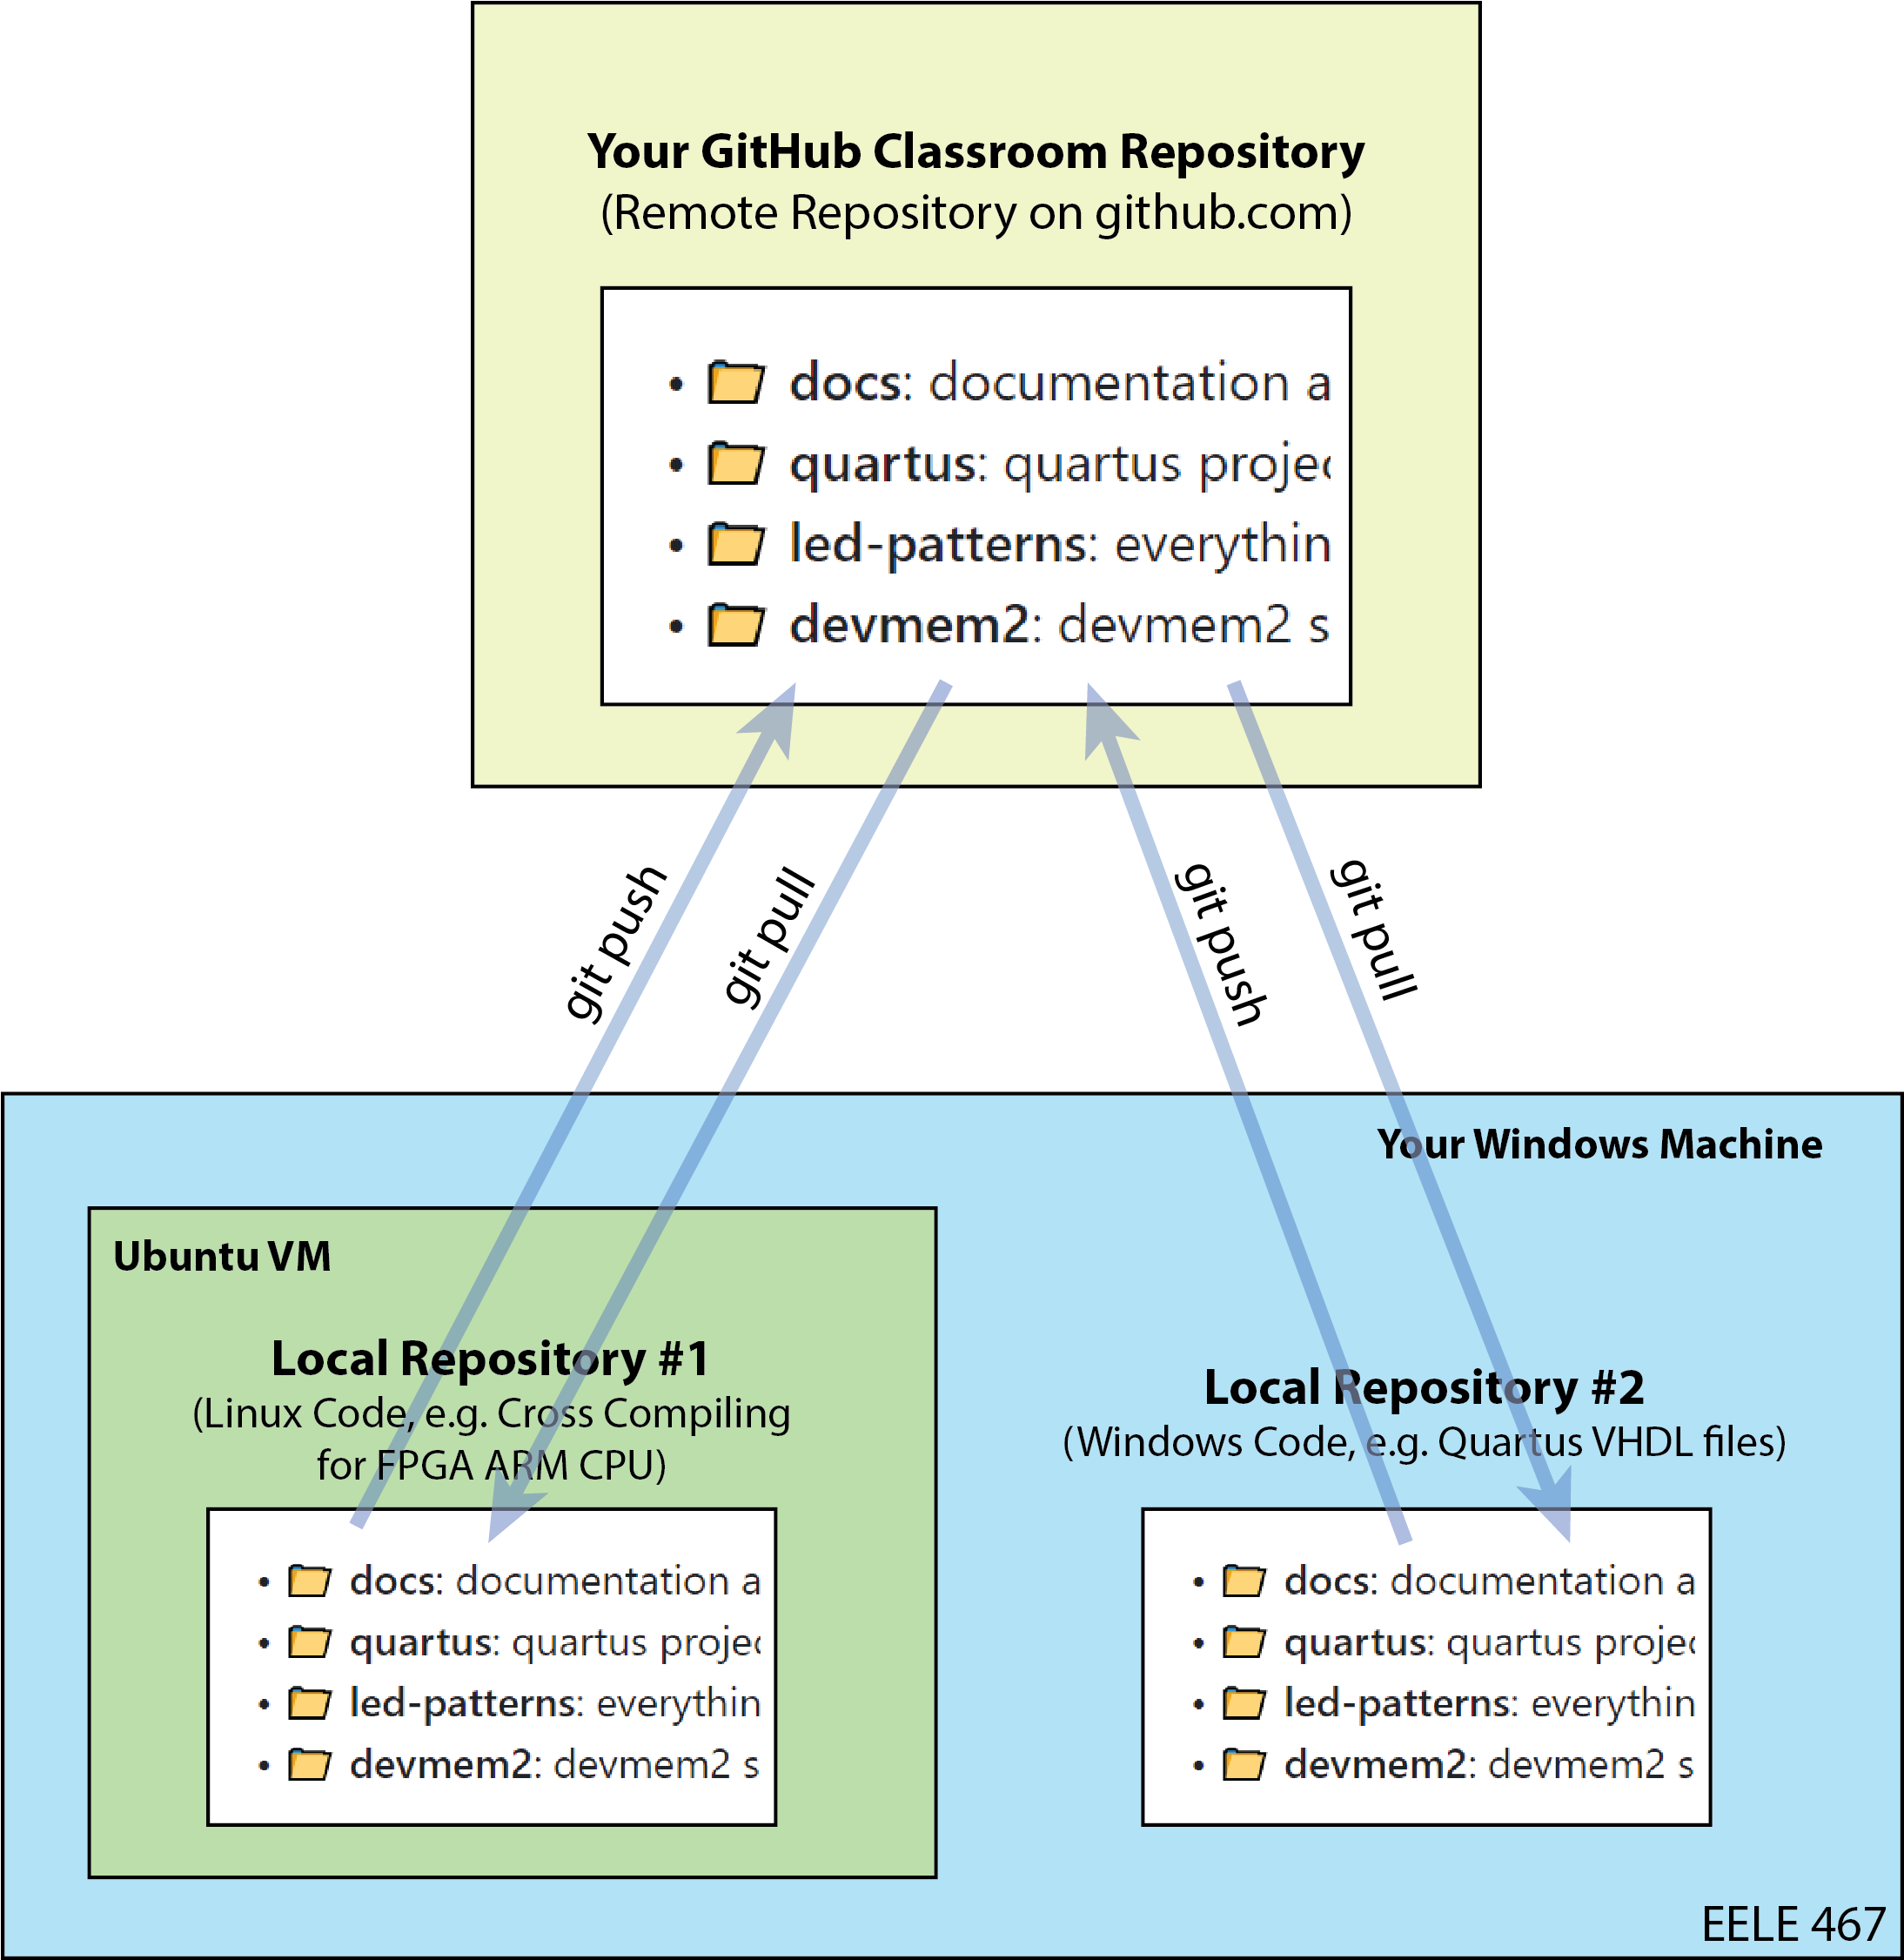 Your GitHub Classroom Repository
(Remote Repository on github.com)
• docs: documentation a
• quartus: quartus projec
• led-patterns: everythin
• devmem2: devmem2 s
git push
git pull
git push
git pull
Your Windows Machine
Ubuntu VM
Local Repository #1
(Linux Code, e.g. Cross Compiling
for FPGA ARM CPU)
• docs: documentation a
• quartus: quartus projec
• led-patterns: everythin
• devmem2: devmem2 s
Local Repository #2
(Windows Code, e.g. Quartus VHDL files)
• docs: documentation a
• quartus: quartus projec
• led-patterns: everythin
• devmem2: devmem2 s
EELE 467